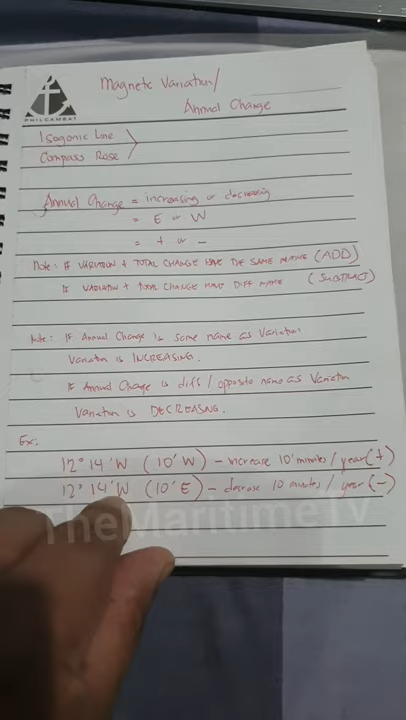 PHILCAMSAT
Magnetic Variation/
Annual Change
Isogonic Line
Compass Rose
Annual Change = increasing or decreasing
= E or W
= + or -
Note: IF VARIATION + TOTAL CHANGE HAVE THE SAME NAME (ADD)
IF VARIATION + TOTAL CHANGE HAVE DIFF NAME (SUBTRACT)
Note: IF Annual Change is same name as Variation
Variation is INCREASING.
IF Annual Change is diff / opposite name as Variation
Variation is DECREASING.
Ex.
12° 14' W (10' W) - increase 10 minutes / year (+)
12° 14' W (10' E) - decrease 10 minutes / year (-)
TheMaritimeTV